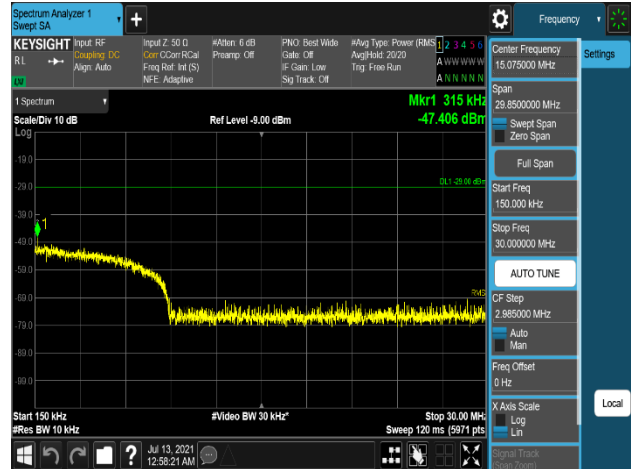 Spectrum Analyzer 1
Swept SA
+
Frequency
KEYSIGHT
RL
LXI
Input: RF
Coupling: DC
Align: Auto
Input Z: 50 Ω
Corr CCorr RCal
Freq Ref: Int (S)
NFE: Adaptive
#Atten: 6 dB
Preamp: Off
PNO: Best Wide
Gate: Off
IF Gain: Low
Sig Track: Off
#Avg Type: Power (RMS
Avg|Hold: 20/20
Trig: Free Run
1 2 3 4 5 6
A W W W W W
A N N N N N
1 Spectrum
Scale/Div 10 dB
Ref Level -9.00 dBm
Mkr1 315 kHz
-47.406 dBm
Log
-19.0
-29.0
-39.0
-49.0
-59.0
-69.0
-79.0
-89.0
-99.0
1
DL1 -29.00 dBm
RMS
Start 150 kHz
#Res BW 10 kHz
#Video BW 30 kHz*
Stop 30.00 MHz
Sweep 120 ms (5971 pts
Jul 13, 2021
12:58:21 AM
?
Center Frequency
15.075000 MHz
Settings
Span
29.8500000 MHz
Swept Span
Zero Span
Full Span
Start Freq
150.000 kHz
Stop Freq
30.000000 MHz
AUTO TUNE
CF Step
2.985000 MHz
Auto
Man
Freq Offset
0 Hz
X Axis Scale
Log
Lin
Local
Signal Track
(Span Zoom)